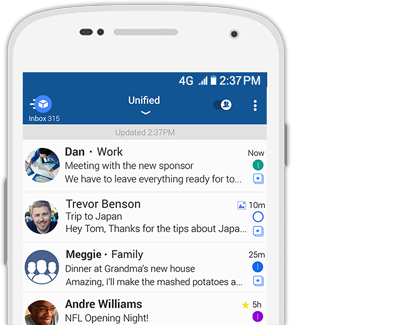 4G 2:37PM
Unified
Inbox 315
Updated 2:37PM
Dan · Work Now
Meeting with the new sponsor
We have to leave everything ready for to...
Trevor Benson 10m
Trip to Japan
Hey Tom, Thanks for the tips about Japa...
Meggie · Family 25m
Dinner at Grandma's new house
Amazing, I'll make the mashed potatoes a...
Andre Williams 5h
NFL Opening Night!